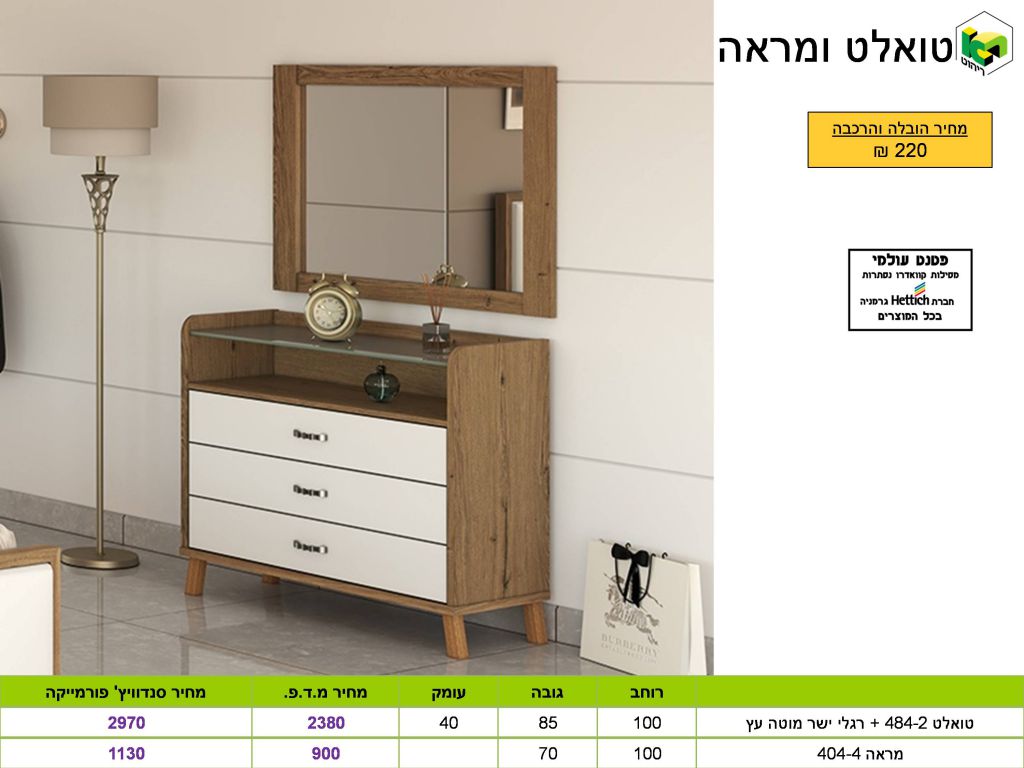 טואלט ומראה
ריהוט
מחיר הובלה והרכבה
220 ₪
פטנט עולמי
מסילות קוואדרו נסתרות
חברת Hettich גרמניה
בכל המוצרים
BURBERRY
רוחב גובה עומק מחיר מ.ד.פ. מחיר סנדוויץ' פורמייקה
טואלט 484-2 + רגלי ישר מוטה עץ 100 85 40 2380 2970
מראה 404-4 100 70 900 1130